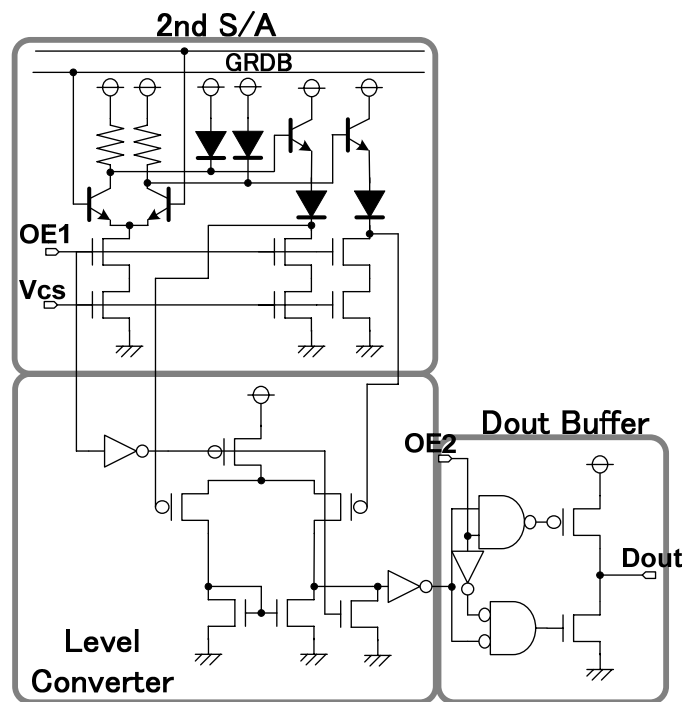 2nd S/A
GRDB
OE1
Vcs
Dout Buffer
OE2
Dout
Level
Converter